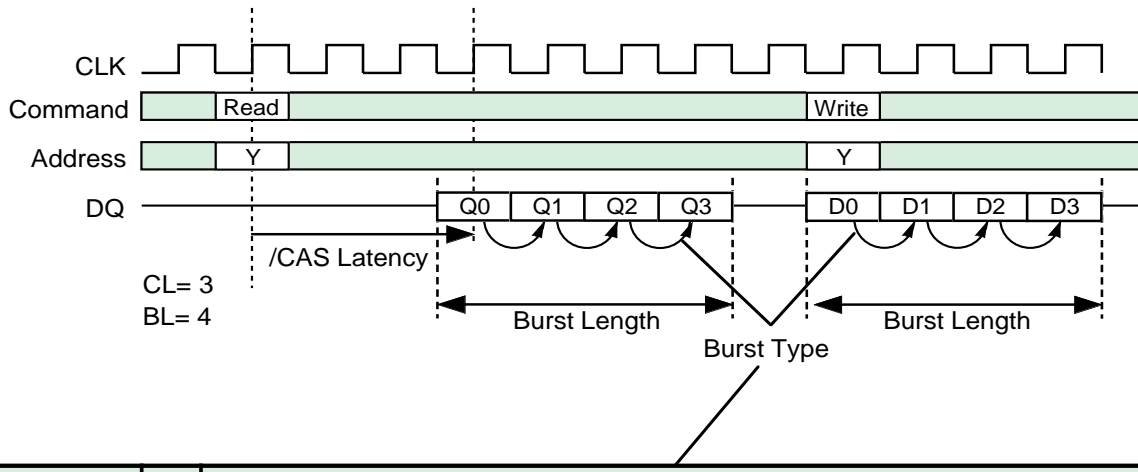 CLK
Command Read Write
Address Y Y
DQ Q0 Q1 Q2 Q3 D0 D1 D2 D3
/CAS Latency
CL= 3
BL= 4
Burst Length Burst Length
Burst Type